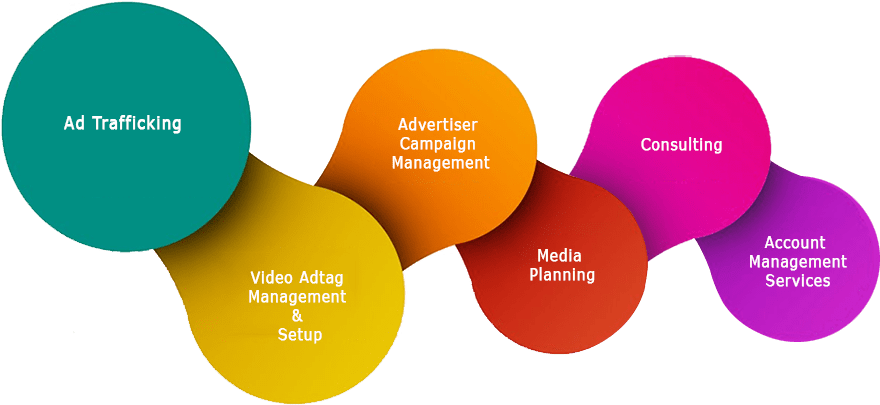 Ad Trafficking
Video Adtag
Management
&
Setup
Advertiser
Campaign
Management
Media
Planning
Consulting
Account
Management
Services